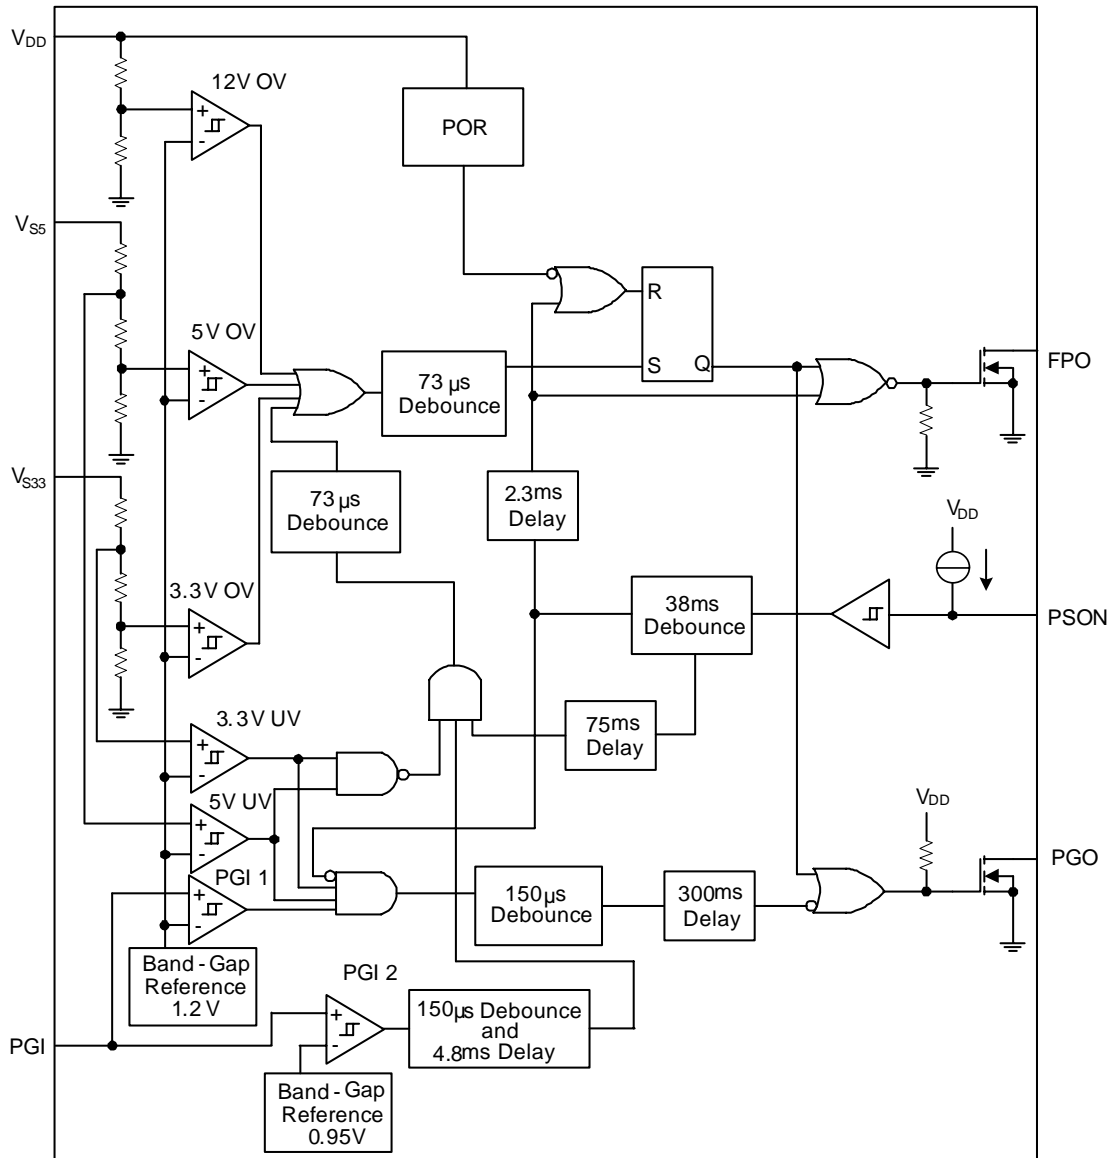 VDD
12V OV
+
-
POR
VS5
5V OV
+
-
R
S
Q
73 µs
Debounce
FPO
VS33
73 µs
Debounce
2.3ms
Delay
VDD
3.3V OV
+
-
38ms
Debounce
PSON
3.3V UV
+
-
75ms
Delay
5V UV
+
-
VDD
PGI 1
+
-
150µs
Debounce
300ms
Delay
PGO
Band - Gap
Reference
1.2 V
PGI 2
+
-
150µs Debounce
and
4.8ms Delay
PGI
Band - Gap
Reference
0.95V